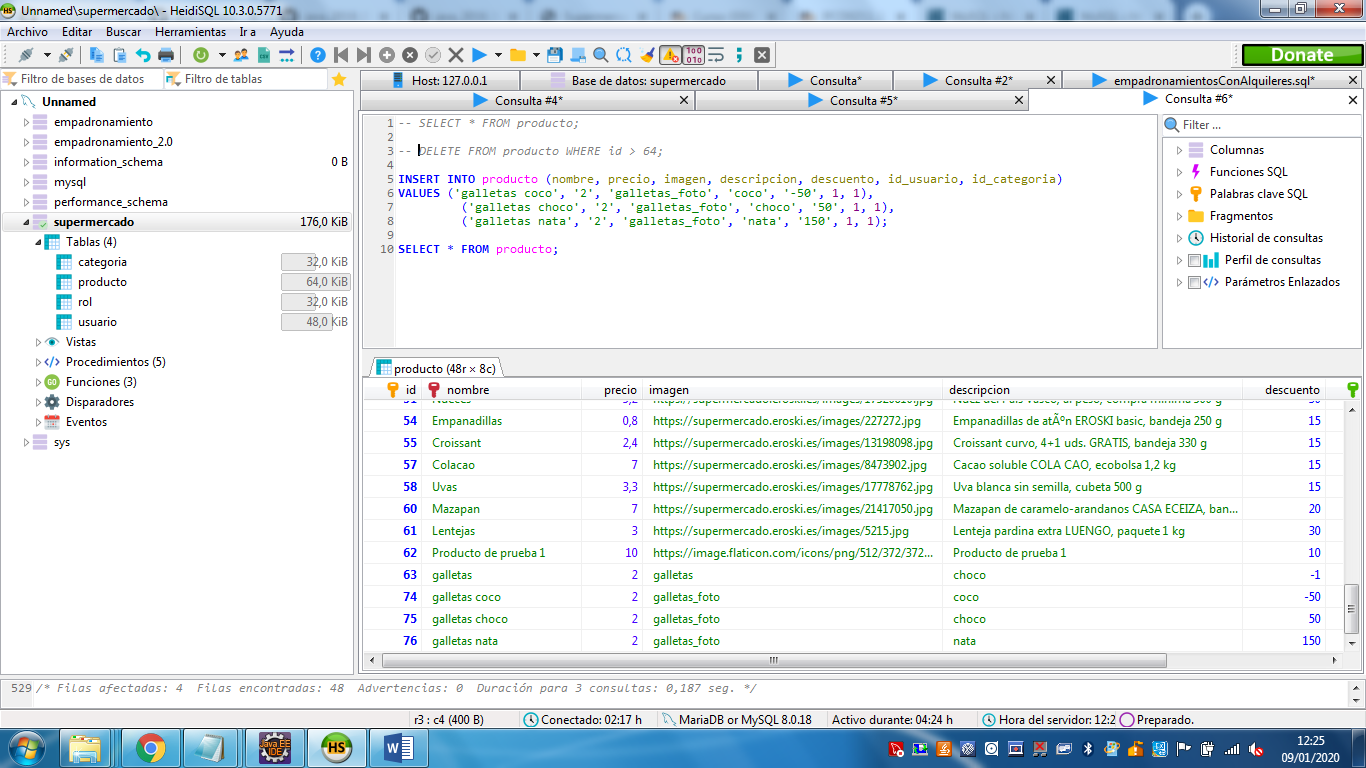 Unnamed\supermercado\ - HeidiSQL 10.3.0.5771
Archivo Editar Buscar Herramientas Ir a Ayuda
Donate
Filtro de bases de datos Filtro de tablas
Host: 127.0.0.1 Base de datos: supermercado Consulta* Consulta #2* empadronamientosConAlquileres.sql*
Consulta #4* Consulta #5* Consulta #6*
Unnamed
empadronamiento
empadronamiento_2.0
information_schema 0 B
mysql
performance_schema
supermercado 176,0 KiB
Tablas (4)
categoria 32,0 KiB
producto 64,0 KiB
rol 32,0 KiB
usuario 48,0 KiB
Vistas
Procedimientos (5)
Funciones (3)
Disparadores
Eventos
sys
1 -- SELECT * FROM producto;
2
3 -- DELETE FROM producto WHERE id > 64;
4
5 INSERT INTO producto (nombre, precio, imagen, descripcion, descuento, id_usuario, id_categoria)
6 VALUES ('galletas coco', '2', 'galletas_foto', 'coco', '-50', 1, 1),
7 ('galletas choco', '2', 'galletas_foto', 'choco', '50', 1, 1),
8 ('galletas nata', '2', 'galletas_foto', 'nata', '150', 1, 1);
9
10 SELECT * FROM producto;
Filter ...
Columnas
Funciones SQL
Palabras clave SQL
Fragmentos
Historial de consultas
Perfil de consultas
Parámetros Enlazados
producto (48r × 8c)
id nombre precio imagen descripcion descuento
54 Empanadillas 0,8 https://supermercado.eroski.es/images/227272.jpg Empanadillas de atÃºn EROSKI basic, bandeja 250 g 15
55 Croissant 2,4 https://supermercado.eroski.es/images/13198098.jpg Croissant curvo, 4+1 uds. GRATIS, bandeja 330 g 15
57 Colacao 7 https://supermercado.eroski.es/images/8473902.jpg Cacao soluble COLA CAO, ecobolsa 1,2 kg 15
58 Uvas 3,3 https://supermercado.eroski.es/images/17778762.jpg Uva blanca sin semilla, cubeta 500 g 15
60 Mazapan 7 https://supermercado.eroski.es/images/21417050.jpg Mazapan de caramelo-arandanos CASA ECEIZA, ban... 20
61 Lentejas 3 https://supermercado.eroski.es/images/5215.jpg Lenteja pardina extra LUENGO, paquete 1 kg 30
62 Producto de prueba 1 10 https://image.flaticon.com/icons/png/512/372/372... Producto de prueba 1 10
63 galletas 2 galletas choco -1
74 galletas coco 2 galletas_foto coco -50
75 galletas choco 2 galletas_foto choco 50
76 galletas nata 2 galletas_foto nata 150
529 /* Filas afectadas: 4 Filas encontradas: 48 Advertencias: 0 Duración para 3 consultas: 0,187 seg. */
r3 : c4 (400 B) Conectado: 02:17 h MariaDB or MySQL 8.0.18 Activo durante: 04:24 h Hora del servidor: 12:2 Preparado.
12:25
09/01/2020